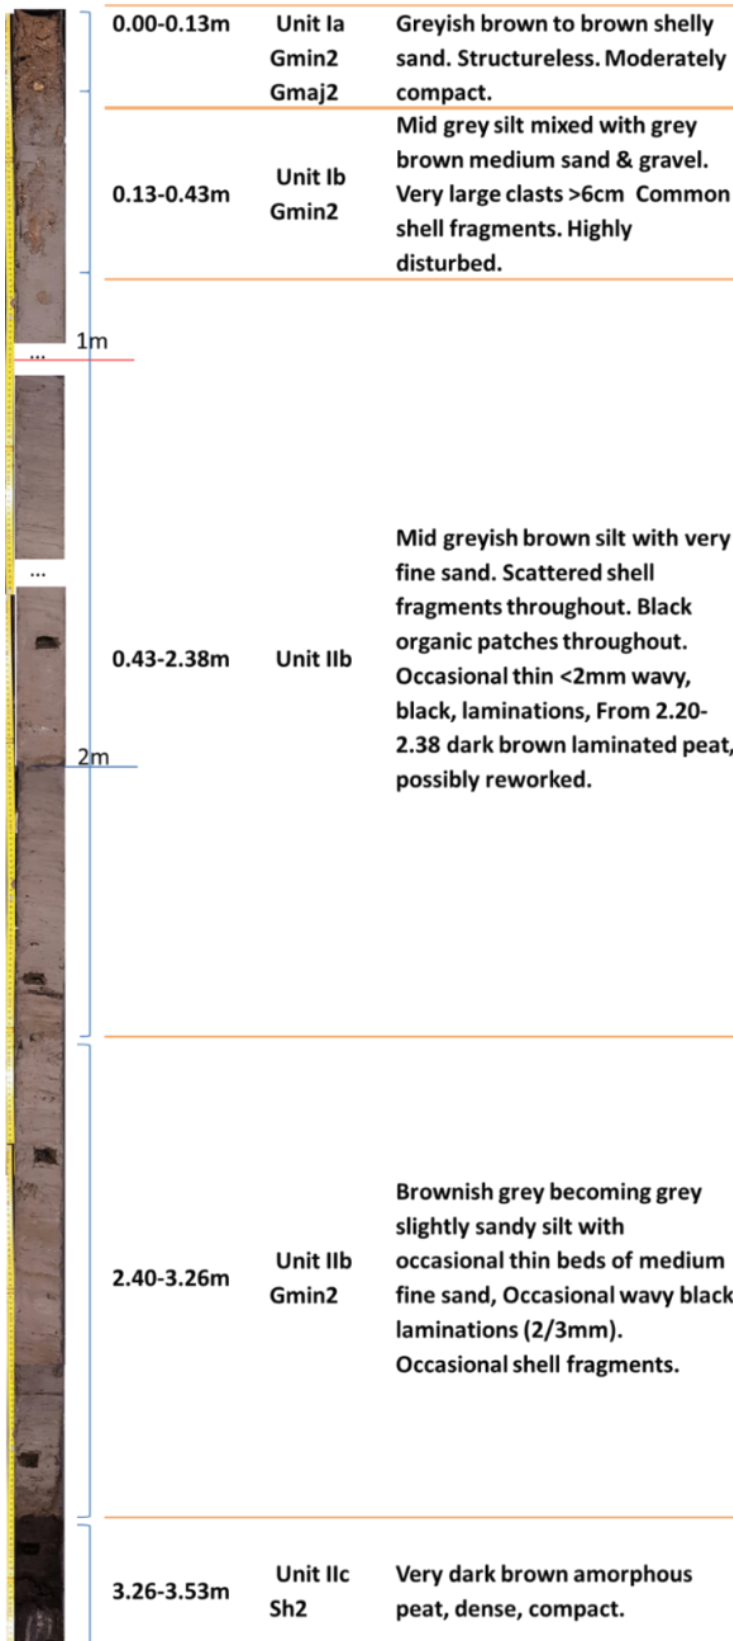 0.00-0.13m
Unit Ia
Gmin2
Gmaj2
Greyish brown to brown shelly
sand. Structureless. Moderately
compact.
0.13-0.43m
Unit Ib
Gmin2
Mid grey silt mixed with grey
brown medium sand & gravel.
Very large clasts >6cm  Common
shell fragments. Highly
disturbed.
1m
...
...
0.43-2.38m
Unit IIb
Mid greyish brown silt with very
fine sand. Scattered shell
fragments throughout. Black
organic patches throughout.
Occasional thin <2mm wavy,
black, laminations, From 2.20-
2.38 dark brown laminated peat,
possibly reworked.
2m
2.40-3.26m
Unit IIb
Gmin2
Brownish grey becoming grey
slightly sandy silt with
occasional thin beds of medium
fine sand, Occasional wavy black
laminations (2/3mm).
Occasional shell fragments.
3.26-3.53m
Unit IIc
Sh2
Very dark brown amorphous
peat, dense, compact.